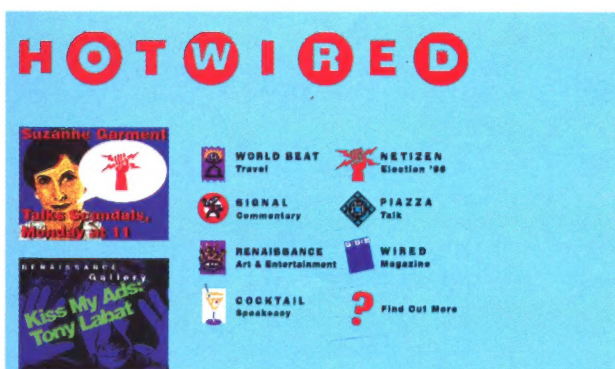 HOTWIRED
Suzanne Garment
Talks Scandals,
Monday at 11
WORLD BEAT
Travel
NETIZEN
Election '96
SIGNAL
Commentary
PIAZZA
Talk
RENAISSANCE
Art & Entertainment
WIRED
Magazine
COCKTAIL
Speakeasy
? Find Out More
RENAISSANCE
Gallery
Kiss My Ads:
Tony Labat